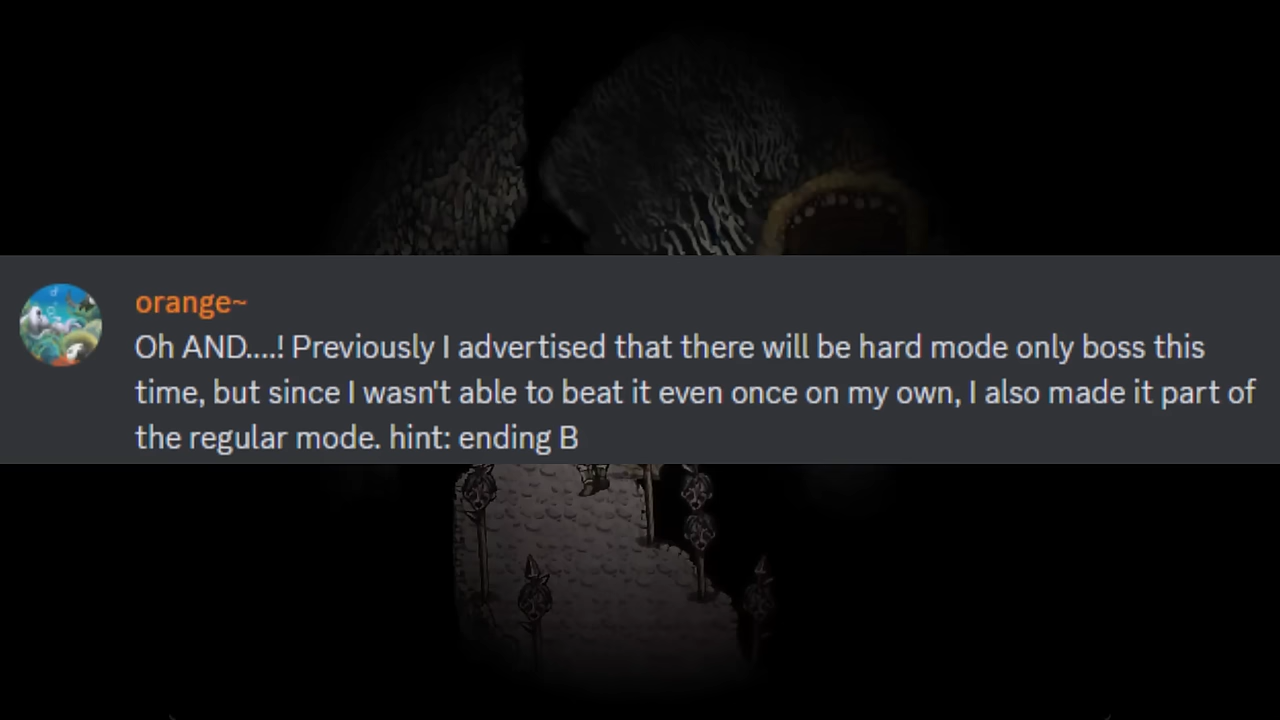 orange~
Oh AND....! Previously I advertised that there will be hard mode only boss this
time, but since I wasn't able to beat it even once on my own, I also made it part of
the regular mode. hint: ending B